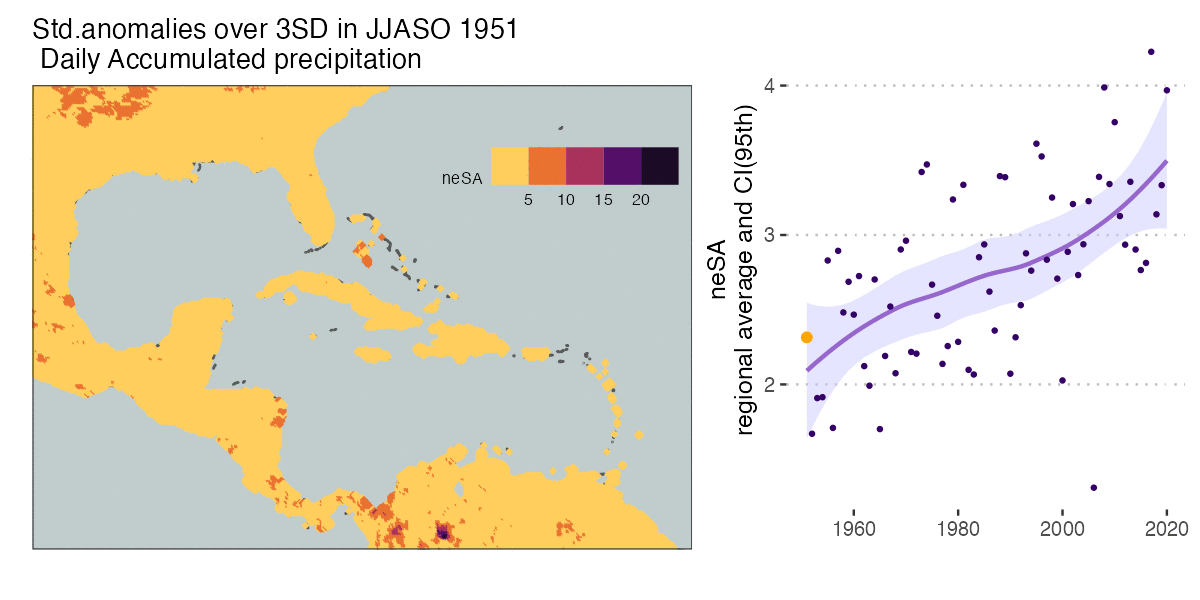 Std.anomalies over 3SD in JJASO 1951
Daily Accumulated precipitation
neSA
5 10 15 20
neSA
regional average and CI(95th)
4
3
2
1960 1980 2000 2020